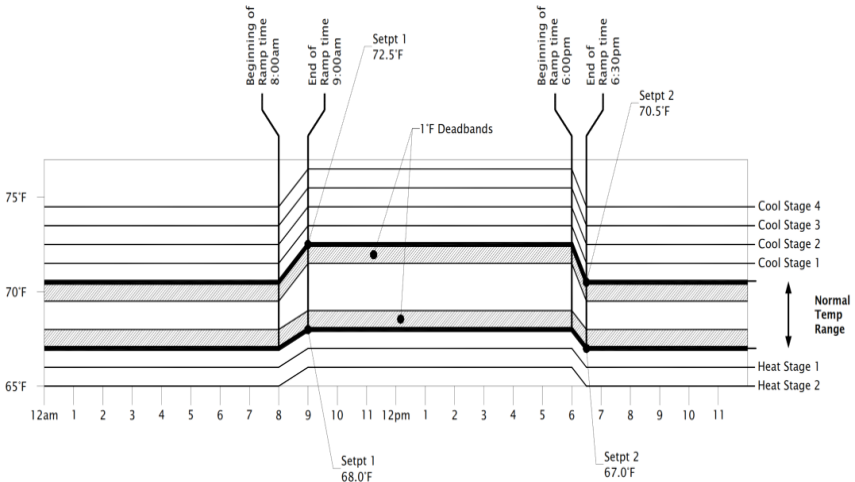 Beginning of
Ramp time
8:00am
End of
Ramp time
9:00am
Setpt 1
72.5°F
Beginning of
Ramp time
6:00pm
End of
Ramp time
6:30pm
Setpt 2
70.5°F
1°F Deadbands
75°F
70°F
65°F
Cool Stage 4
Cool Stage 3
Cool Stage 2
Cool Stage 1
Normal
Temp
Range
Heat Stage 1
Heat Stage 2
12am 1 2 3 4 5 6 7 8 9 10 11 12pm 1 2 3 4 5 6 7 8 9 10 11
Setpt 1
68.0°F
Setpt 2
67.0°F